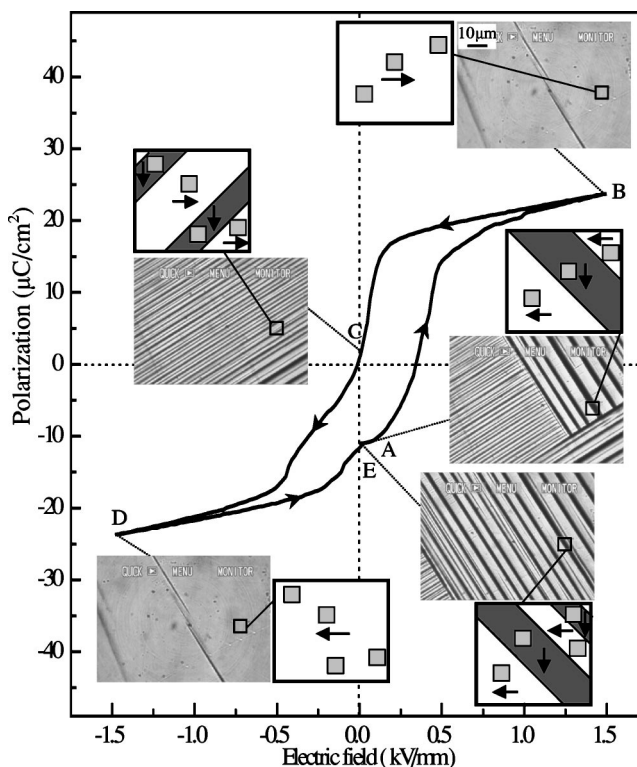 10μm
QUICK MENU MONITOR
40
B
30
20
QUICK MENU MONITOR
10
C
QUICK MENU MONITOR
0
A
-10
E
QUICK MENU MONITOR
D
-20
QUICK MENU MONITOR
-30
-40
-1.5 -1.0 -0.5 0.0 0.5 1.0 1.5
Electric field ( kV/mm)
Polarization (μC/cm²)